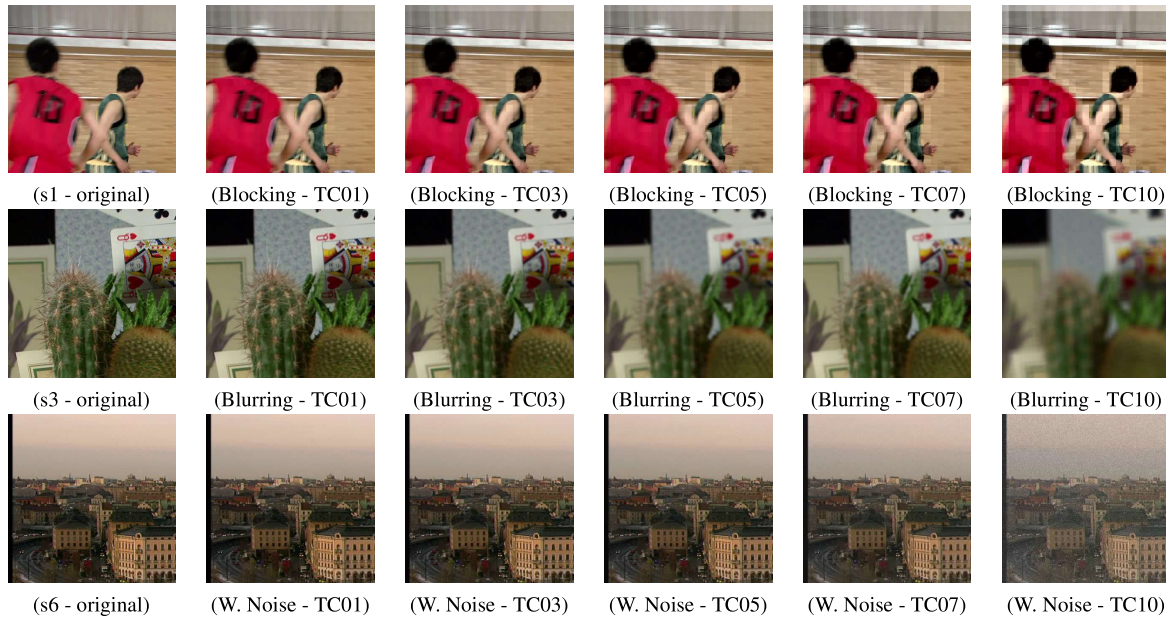 (s1 - original) (Blocking - TC01) (Blocking - TC03) (Blocking - TC05) (Blocking - TC07) (Blocking - TC10)
(s3 - original) (Blurring - TC01) (Blurring - TC03) (Blurring - TC05) (Blurring - TC07) (Blurring - TC10)
(s6 - original) (W. Noise - TC01) (W. Noise - TC03) (W. Noise - TC05) (W. Noise - TC07) (W. Noise - TC10)